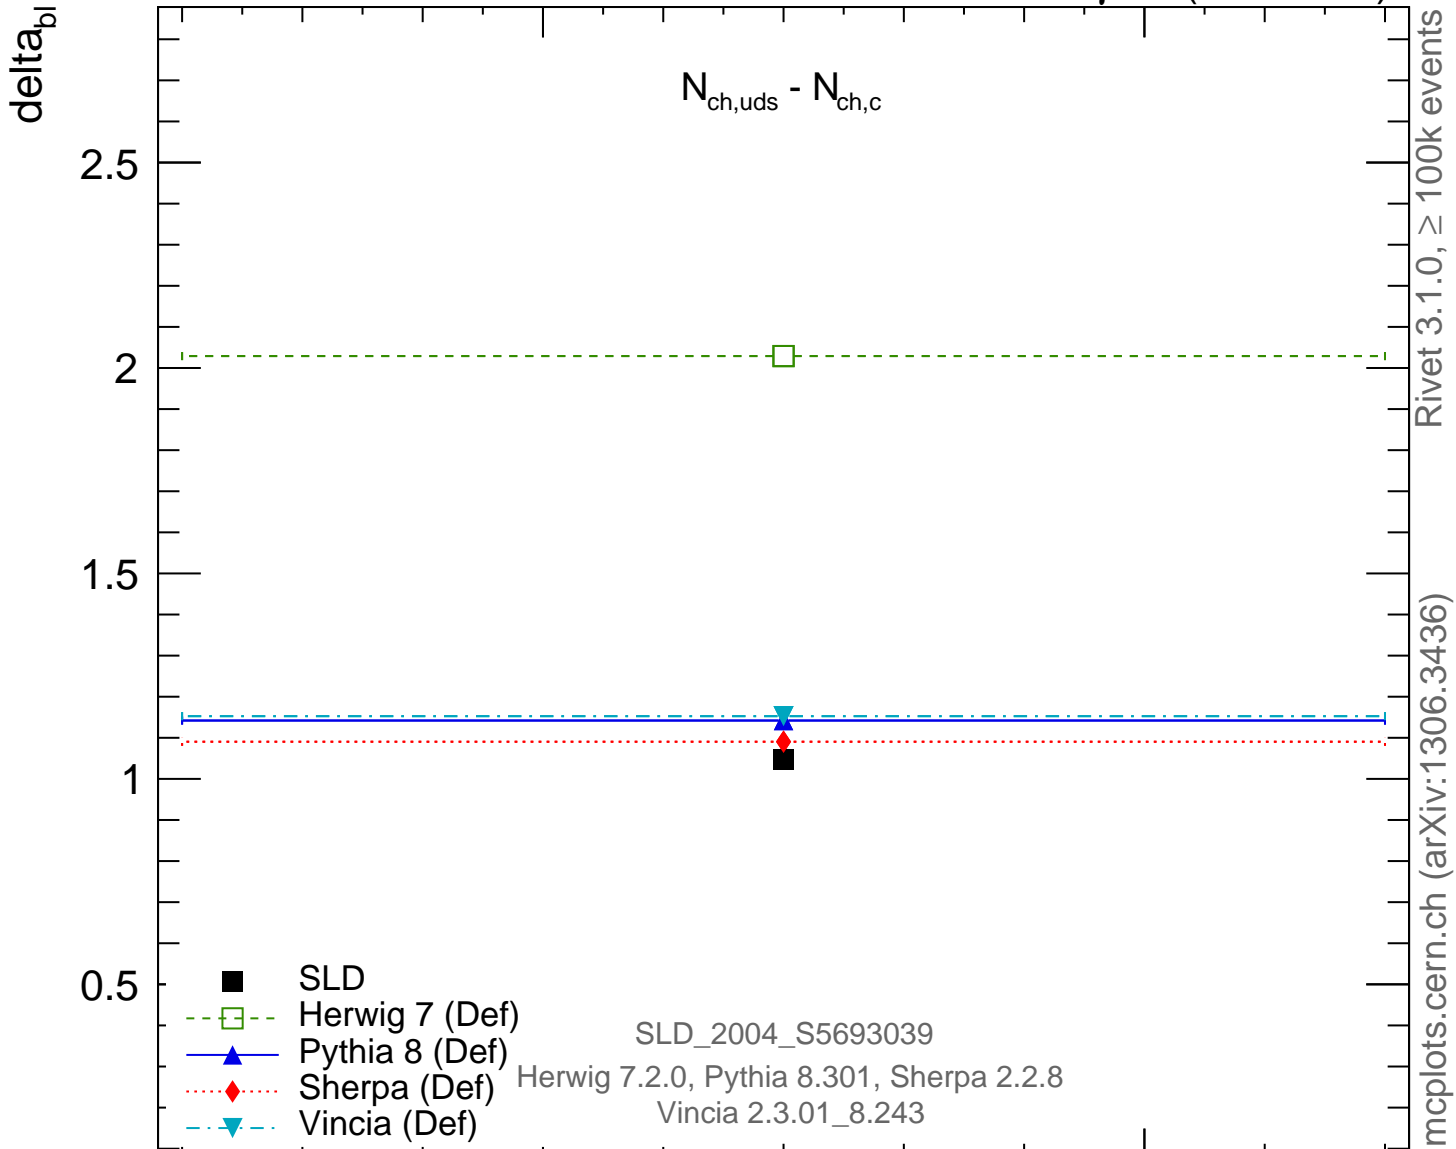 delta_bl
N_ch,uds - N_ch,c
2.5
2
1.5
1
0.5
SLD
Herwig 7 (Def)
Pythia 8 (Def)
Sherpa (Def)
Vincia (Def)
SLD_2004_S5693039
Herwig 7.2.0, Pythia 8.301, Sherpa 2.2.8
Vincia 2.3.01_8.243
Rivet 3.1.0, ≥ 100k events
mcplots.cern.ch (arXiv:1306.3436)